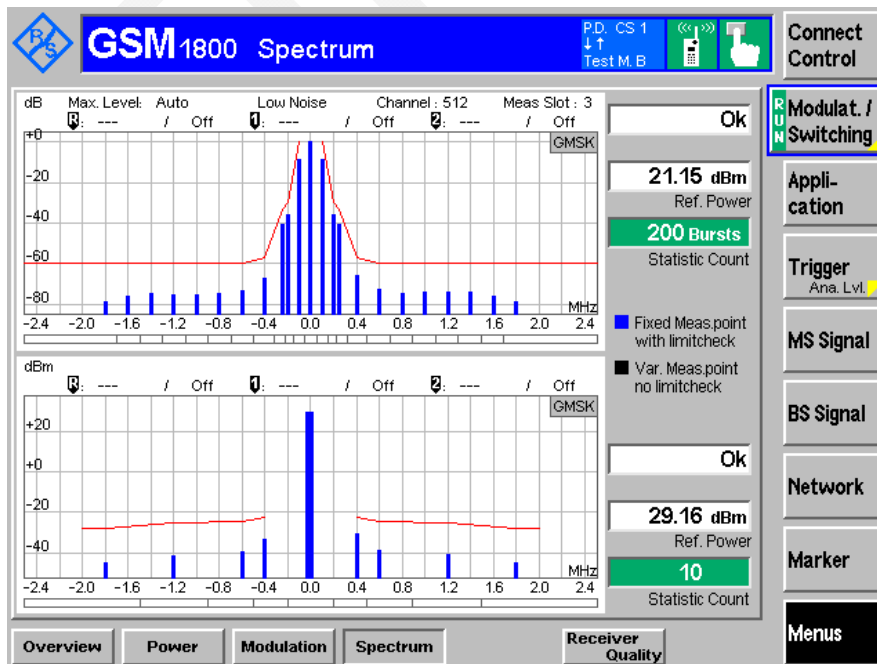 R&S
GSM 1800 Spectrum
P.D. CS 1
↓↑
Test M. B
Connect Control
dB Max. Level: Auto Low Noise Channel : 512 Meas Slot : 3
R: --- / Off 1: --- / Off 2: --- / Off
GMSK
+0
-20
-40
-60
-80
MHz
-2.4 -2.0 -1.6 -1.2 -0.8 -0.4 0.0 0.4 0.8 1.2 1.6 2.0 2.4
Ok
21.15 dBm
Ref. Power
200 Bursts
Statistic Count
Fixed Meas.point
with limitcheck
Var. Meas.point
no limitcheck
dBm
R: --- / Off 1: --- / Off 2: --- / Off
GMSK
+20
+0
-20
-40
MHz
-2.4 -2.0 -1.6 -1.2 -0.8 -0.4 0.0 0.4 0.8 1.2 1.6 2.0 2.4
Ok
29.16 dBm
Ref. Power
10
Statistic Count
RUN
Modulat. /
Switching
Appli-
cation
Trigger
Ana. Lvl.
MS Signal
BS Signal
Network
Marker
Menus
Overview Power Modulation Spectrum Receiver
Quality